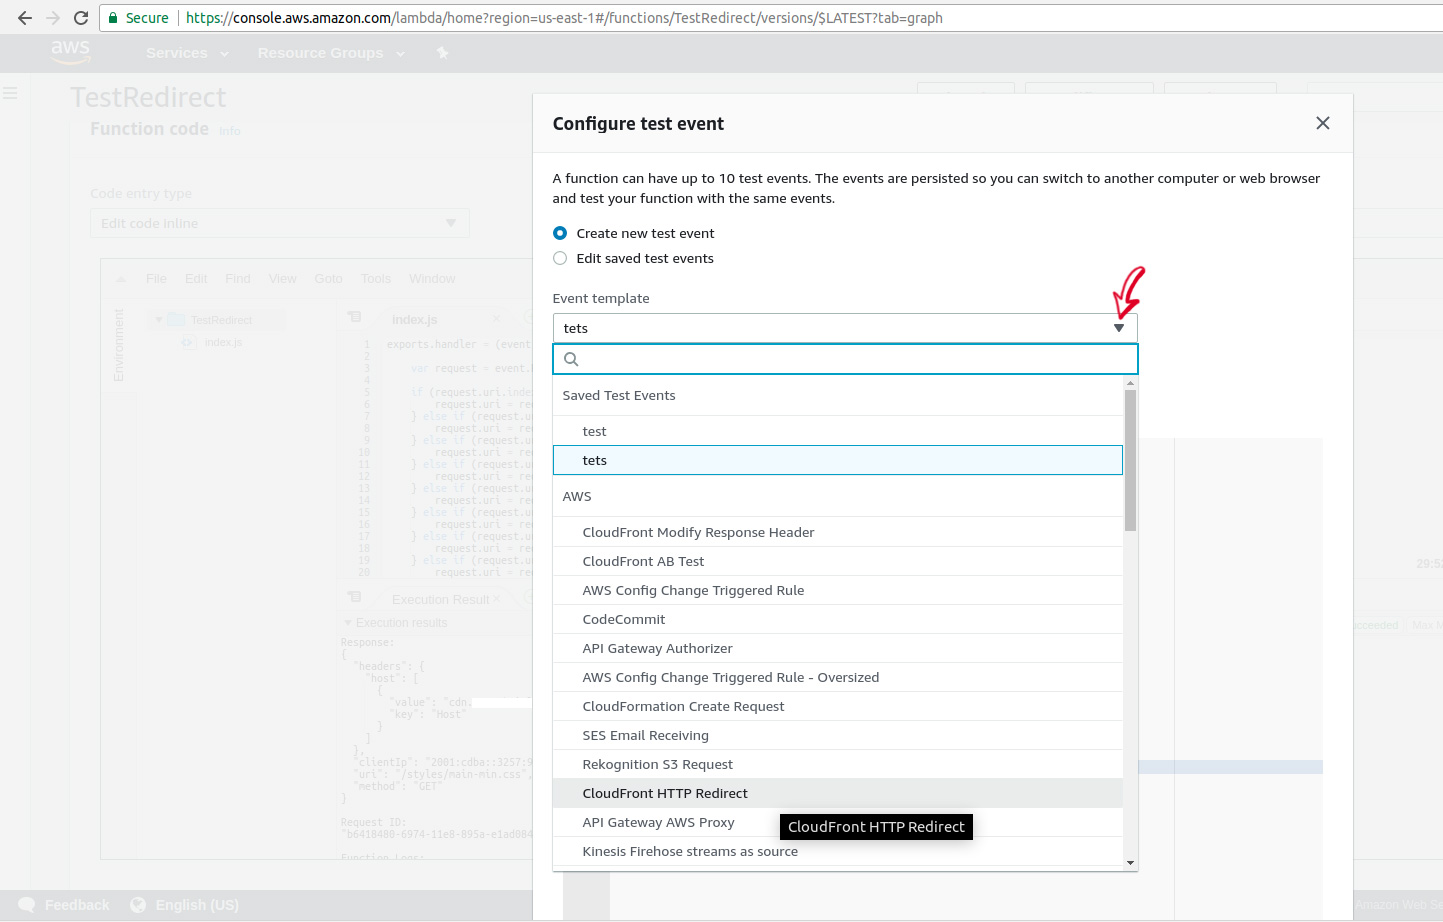 Secure https://console.aws.amazon.com/lambda/home?region=us-east-1#/functions/TestRedirect/versions/$LATEST?tab=graph
aws Services Resource Groups
TestRedirect
Function code Info
Code entry type
Edit code inline
File Edit Find View Goto Tools Window
Environment
TestRedirect
index.js
index.js
1 exports.handler = (event
2
3 var request = event.
4
5 if (request.uri.inde
6 request.uri = re
7 } else if (request.u
8 request.uri = re
9 } else if (request.u
10 request.uri = re
11 } else if (request.u
12 request.uri = re
13 } else if (request.u
14 request.uri = re
15 } else if (request.u
16 request.uri = re
17 } else if (request.u
18 request.uri = re
19 } else if (request.u
20 request.uri = re
Execution Result
Execution results
Response:
{
"headers": {
"host": [
{
"value": "cdn.
"key": "Host"
}
]
},
"clientIp": "2001:cdba::3257:9
"uri": "/styles/main-min.css",
"method": "GET"
}
Request ID:
"b6418480-6974-11e8-895a-e1ad084
Function Logs:
Configure test event
A function can have up to 10 test events. The events are persisted so you can switch to another computer or web browser
and test your function with the same events.
Create new test event
Edit saved test events
Event template
tets
Saved Test Events
test
tets
AWS
CloudFront Modify Response Header
CloudFront AB Test
AWS Config Change Triggered Rule
CodeCommit
API Gateway Authorizer
AWS Config Change Triggered Rule - Oversized
CloudFormation Create Request
SES Email Receiving
Rekognition S3 Request
CloudFront HTTP Redirect
API Gateway AWS Proxy
CloudFront HTTP Redirect
Kinesis Firehose streams as source
29:5
ucceeded Max M
Feedback English (US)
Amazon Web Se